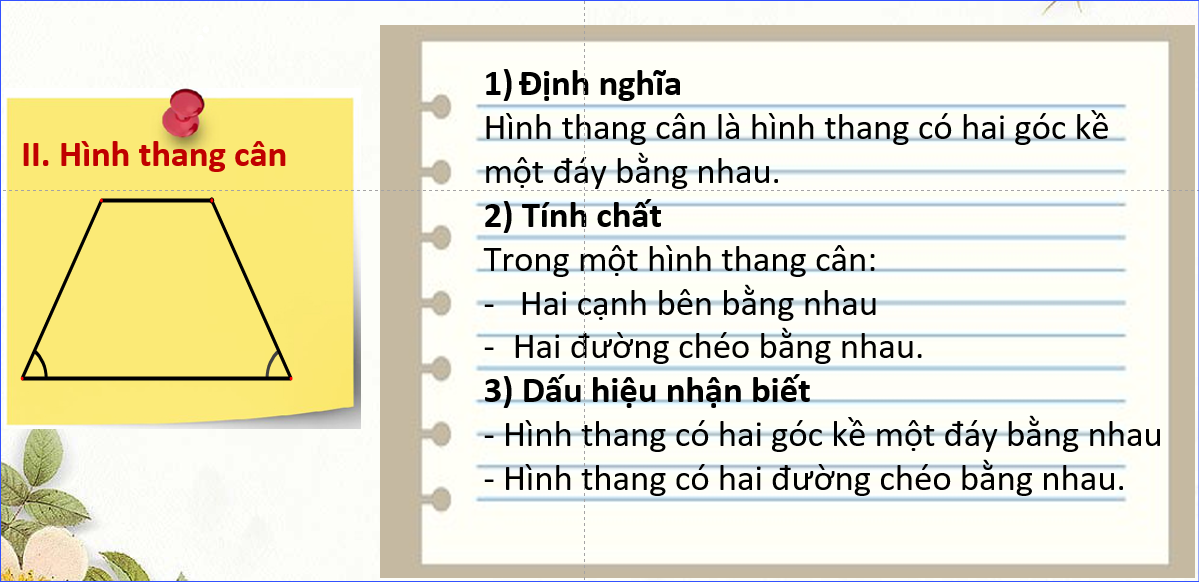 II. Hình thang cân
1) Định nghĩa
Hình thang cân là hình thang có hai góc kề
một đáy bằng nhau.
2) Tính chất
Trong một hình thang cân:
- Hai cạnh bên bằng nhau
- Hai đường chéo bằng nhau.
3) Dấu hiệu nhận biết
- Hình thang có hai góc kề một đáy bằng nhau
- Hình thang có hai đường chéo bằng nhau.